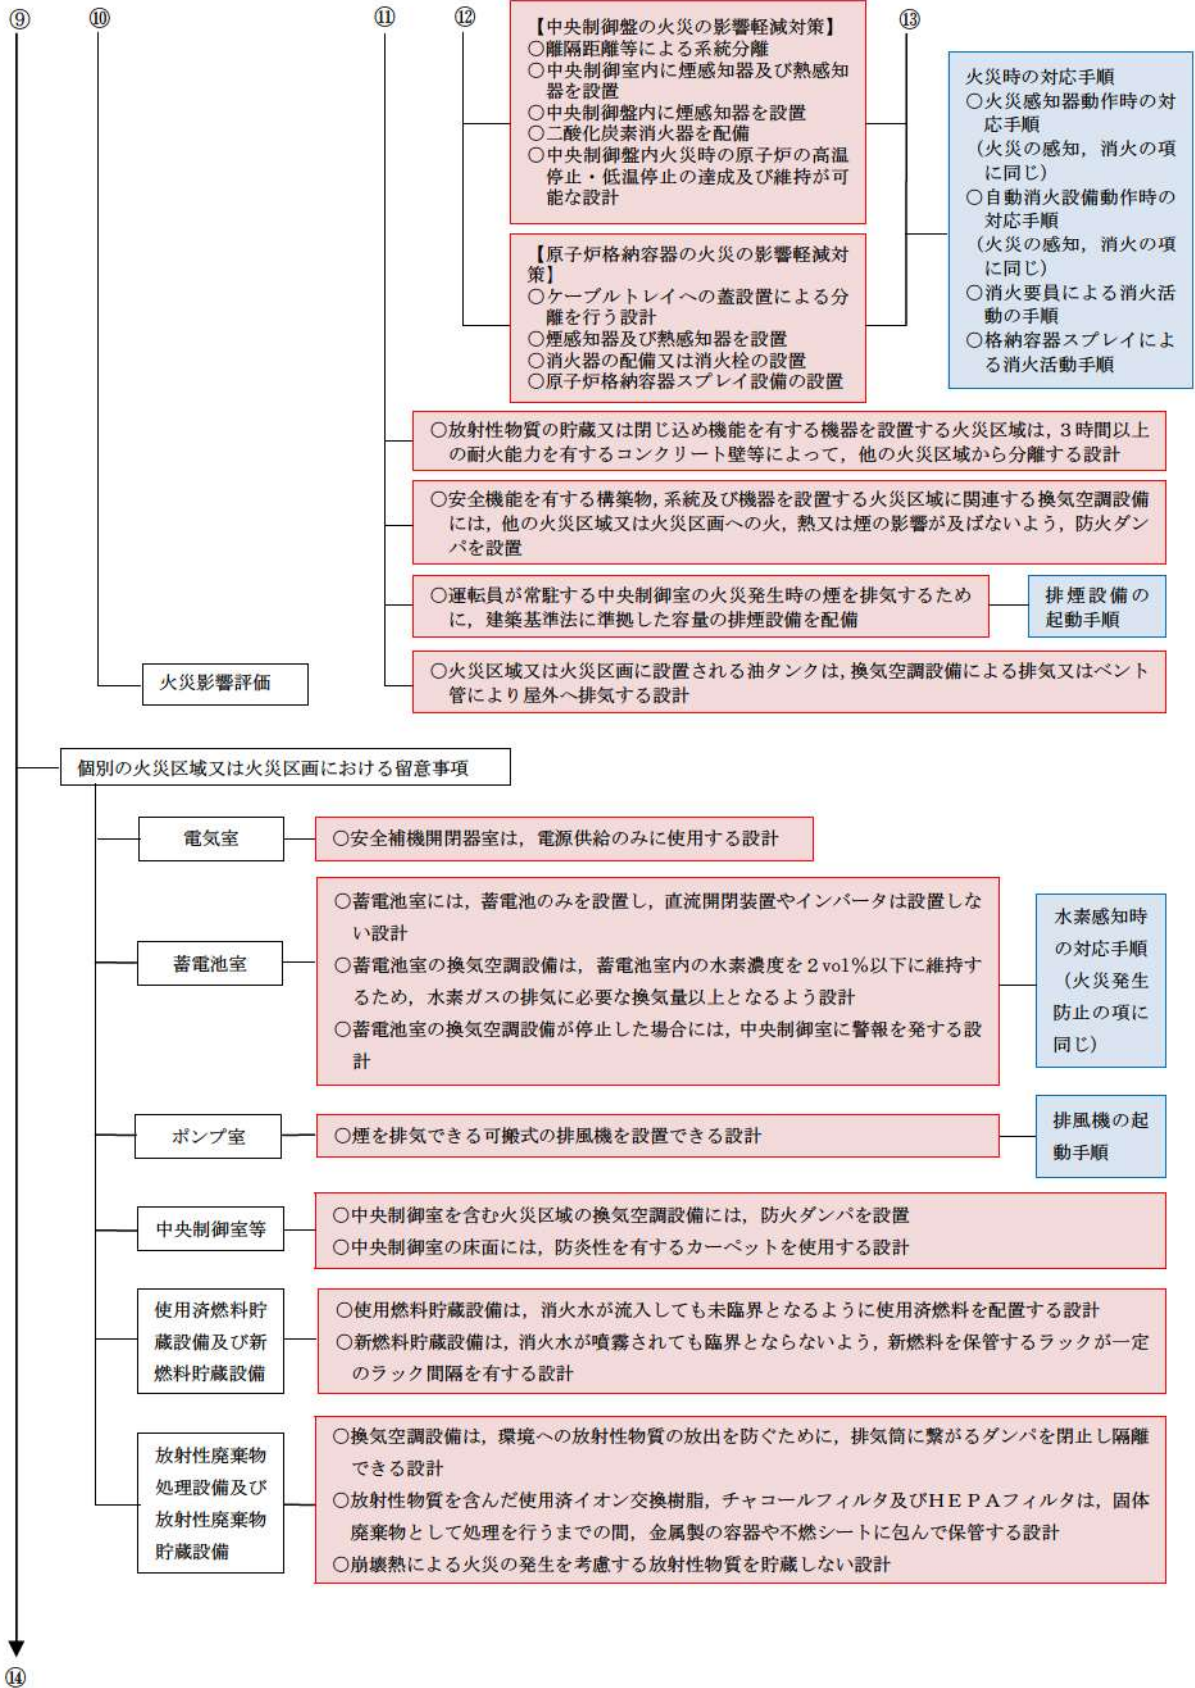 ⑨
⑩
⑪
⑫
⑬
【中央制御盤の火災の影響軽減対策】
○離隔距離等による系統分離
○中央制御室内に煙感知器及び熱感知
器を設置
○中央制御盤内に煙感知器を設置
○二酸化炭素消火器を配備
○中央制御盤内火災時の原子炉の高温
停止・低温停止の達成及び維持が可
能な設計
【原子炉格納容器の火災の影響軽減対
策】
○ケーブルトレイへの蓋設置による分
離を行う設計
○煙感知器及び熱感知器を設置
○消火器の配備又は消火栓の設置
○原子炉格納容器スプレイ設備の設置
火災時の対応手順
○火災感知器動作時の対
応手順
（火災の感知，消火の項
に同じ）
○自動消火設備動作時の
対応手順
（火災の感知，消火の項
に同じ）
○消火要員による消火活
動の手順
○格納容器スプレイによ
る消火活動手順
○放射性物質の貯蔵又は閉じ込め機能を有する機器を設置する火災区域は，３時間以上
の耐火能力を有するコンクリート壁等によって，他の火災区域から分離する設計
○安全機能を有する構築物，系統及び機器を設置する火災区域に関連する換気空調設備
には，他の火災区域又は火災区画への火，熱又は煙の影響が及ばないよう，防火ダン
パを設置
○運転員が常駐する中央制御室の火災発生時の煙を排気するため
に，建築基準法に準拠した容量の排煙設備を配備
排煙設備の
起動手順
○火災区域又は火災区画に設置される油タンクは，換気空調設備による排気又はベント
管により屋外へ排気する設計
火災影響評価
個別の火災区域又は火災区画における留意事項
電気室
○安全補機開閉器室は，電源供給のみに使用する設計
蓄電池室
○蓄電池室には，蓄電池のみを設置し，直流開閉装置やインバータは設置しな
い設計
○蓄電池室の換気空調設備は，蓄電池室内の水素濃度を２vol％以下に維持す
るため，水素ガスの排気に必要な換気量以上となるよう設計
○蓄電池室の換気空調設備が停止した場合には，中央制御室に警報を発する設
計
水素感知時
の対応手順
（火災発生
防止の項に
同じ）
ポンプ室
○煙を排気できる可搬式の排風機を設置できる設計
排風機の起
動手順
中央制御室等
○中央制御室を含む火災区域の換気空調設備には，防火ダンパを設置
○中央制御室の床面には，防炎性を有するカーペットを使用する設計
使用済燃料貯
蔵設備及び新
燃料貯蔵設備
○使用燃料貯蔵設備は，消火水が流入しても未臨界となるように使用済燃料を配置する設計
○新燃料貯蔵設備は，消火水が噴霧されても臨界とならないよう，新燃料を保管するラックが一定
のラック間隔を有する設計
放射性廃棄物
処理設備及び
放射性廃棄物
貯蔵設備
○換気空調設備は，環境への放射性物質の放出を防ぐために，排気筒に繋がるダンパを閉止し隔離
できる設計
○放射性物質を含んだ使用済イオン交換樹脂，チャコールフィルタ及びＨＥＰＡフィルタは，固体
廃棄物として処理を行うまでの間，金属製の容器や不燃シートに包んで保管する設計
○崩壊熱による火災の発生を考慮する放射性物質を貯蔵しない設計
⑭